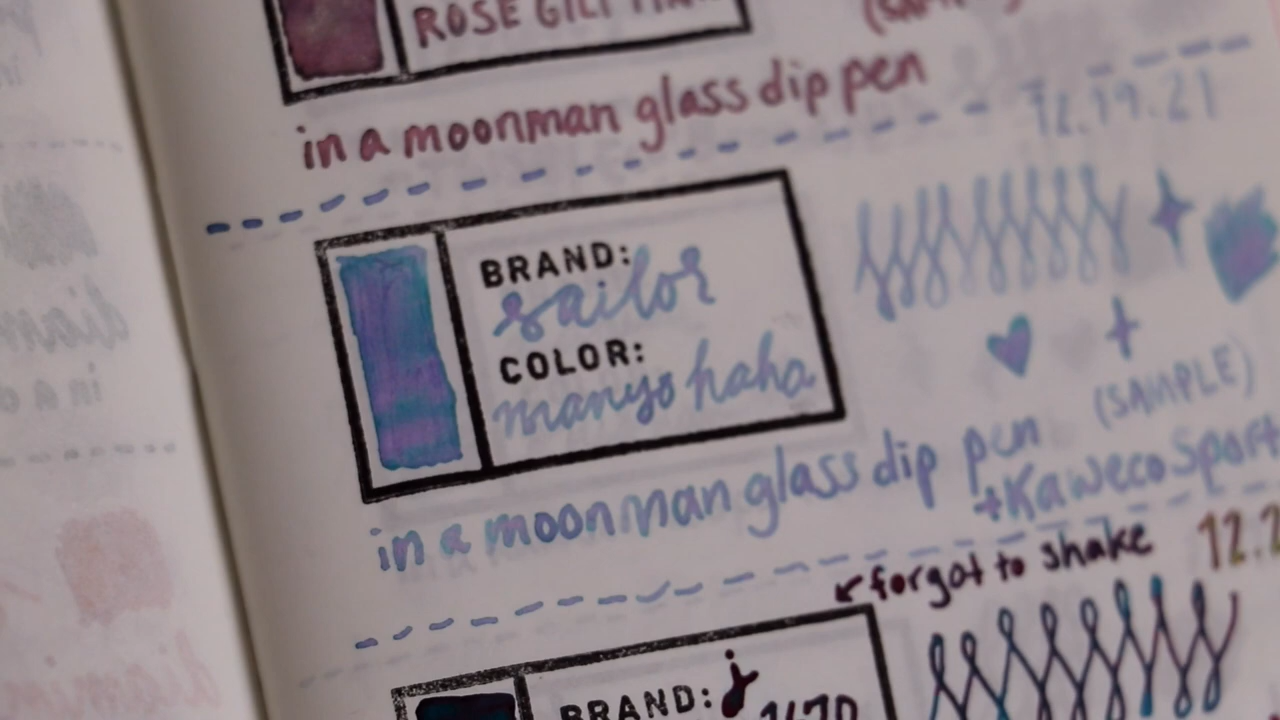 ROSE GILT
in a moonman glass dip pen
12.19.21
BRAND:
sailor
COLOR:
manyo haha
(SAMPLE)
in a moonman glass dip pen
+Kaweco Sport
forgot to shake
BRAND: j
1670